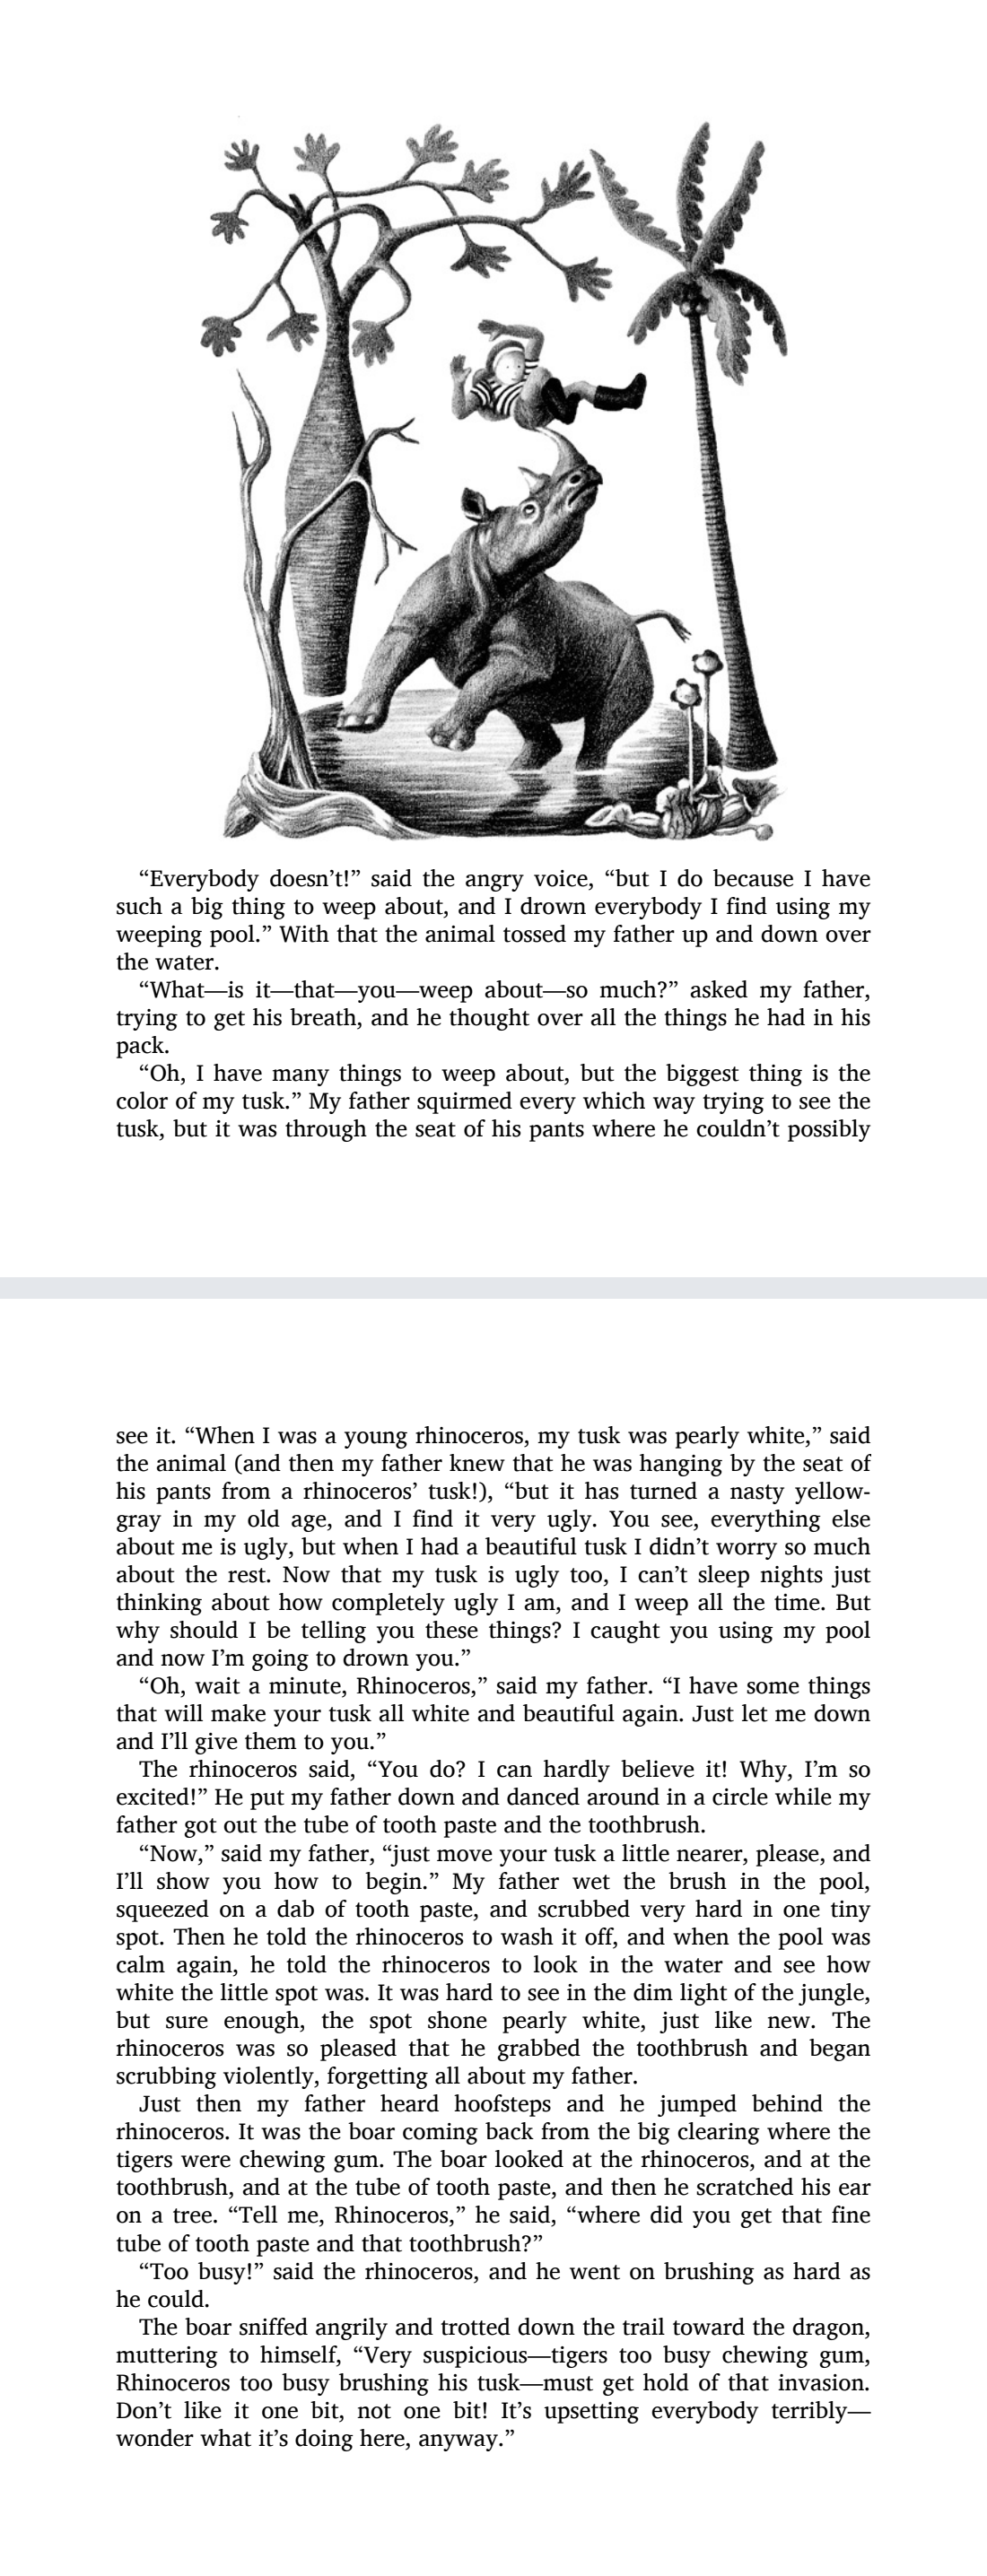 “Everybody doesn’t!” said the angry voice, “but I do because I have
such a big thing to weep about, and I drown everybody I find using my
weeping pool.” With that the animal tossed my father up and down over
the water.
“What—is it—that—you—weep about—so much?” asked my father,
trying to get his breath, and he thought over all the things he had in his
pack.
“Oh, I have many things to weep about, but the biggest thing is the
color of my tusk.” My father squirmed every which way trying to see the
tusk, but it was through the seat of his pants where he couldn’t possibly
see it. “When I was a young rhinoceros, my tusk was pearly white,” said
the animal (and then my father knew that he was hanging by the seat of
his pants from a rhinoceros’ tusk!), “but it has turned a nasty yellow-
gray in my old age, and I find it very ugly. You see, everything else
about me is ugly, but when I had a beautiful tusk I didn’t worry so much
about the rest. Now that my tusk is ugly too, I can’t sleep nights just
thinking about how completely ugly I am, and I weep all the time. But
why should I be telling you these things? I caught you using my pool
and now I’m going to drown you.”
“Oh, wait a minute, Rhinoceros,” said my father. “I have some things
that will make your tusk all white and beautiful again. Just let me down
and I’ll give them to you.”
The rhinoceros said, “You do? I can hardly believe it! Why, I’m so
excited!” He put my father down and danced around in a circle while my
father got out the tube of tooth paste and the toothbrush.
“Now,” said my father, “just move your tusk a little nearer, please, and
I’ll show you how to begin.” My father wet the brush in the pool,
squeezed on a dab of tooth paste, and scrubbed very hard in one tiny
spot. Then he told the rhinoceros to wash it off, and when the pool was
calm again, he told the rhinoceros to look in the water and see how
white the little spot was. It was hard to see in the dim light of the jungle,
but sure enough, the spot shone pearly white, just like new. The
rhinoceros was so pleased that he grabbed the toothbrush and began
scrubbing violently, forgetting all about my father.
Just then my father heard hoofsteps and he jumped behind the
rhinoceros. It was the boar coming back from the big clearing where the
tigers were chewing gum. The boar looked at the rhinoceros, and at the
toothbrush, and at the tube of tooth paste, and then he scratched his ear
on a tree. “Tell me, Rhinoceros,” he said, “where did you get that fine
tube of tooth paste and that toothbrush?”
“Too busy!” said the rhinoceros, and he went on brushing as hard as
he could.
The boar sniffed angrily and trotted down the trail toward the dragon,
muttering to himself, “Very suspicious—tigers too busy chewing gum,
Rhinoceros too busy brushing his tusk—must get hold of that invasion.
Don’t like it one bit, not one bit! It’s upsetting everybody terribly—
wonder what it’s doing here, anyway.”